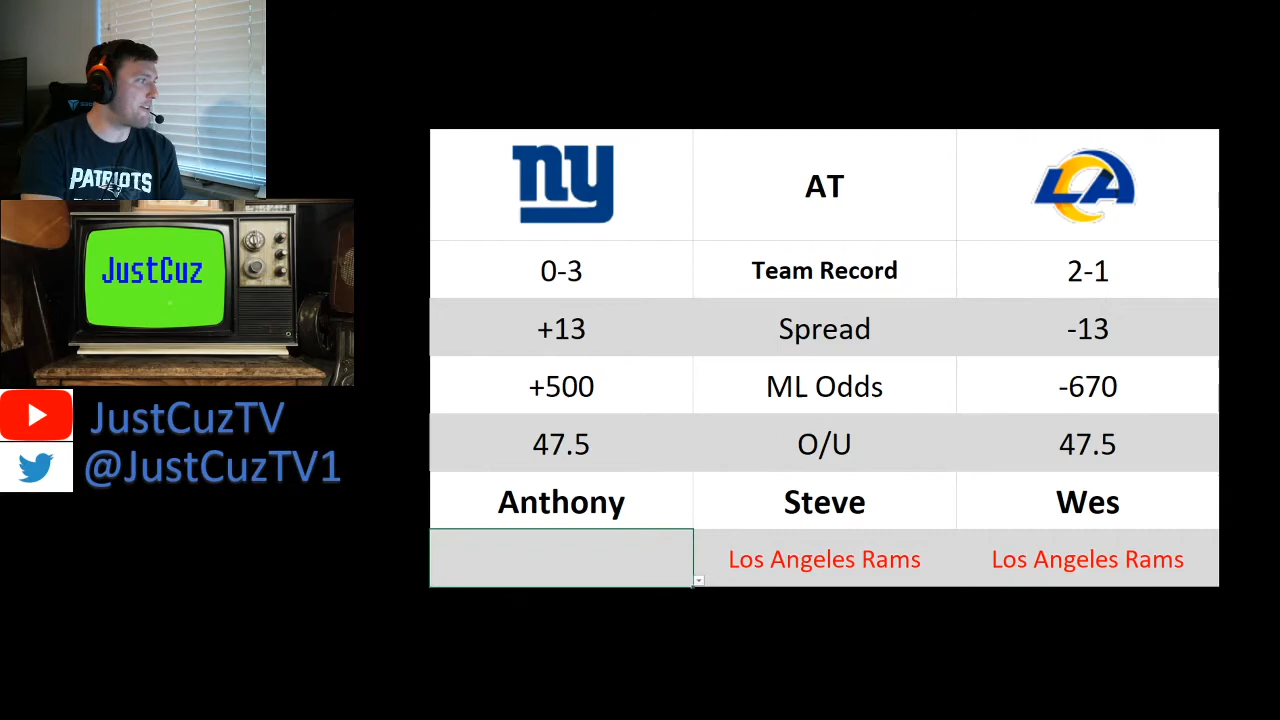 PATRIOTS
JustCuz
JustCuzTV
@JustCuzTV1
ny AT LA
0-3 Team Record 2-1
+13 Spread -13
+500 ML Odds -670
47.5 O/U 47.5
Anthony Steve Wes
Los Angeles Rams Los Angeles Rams